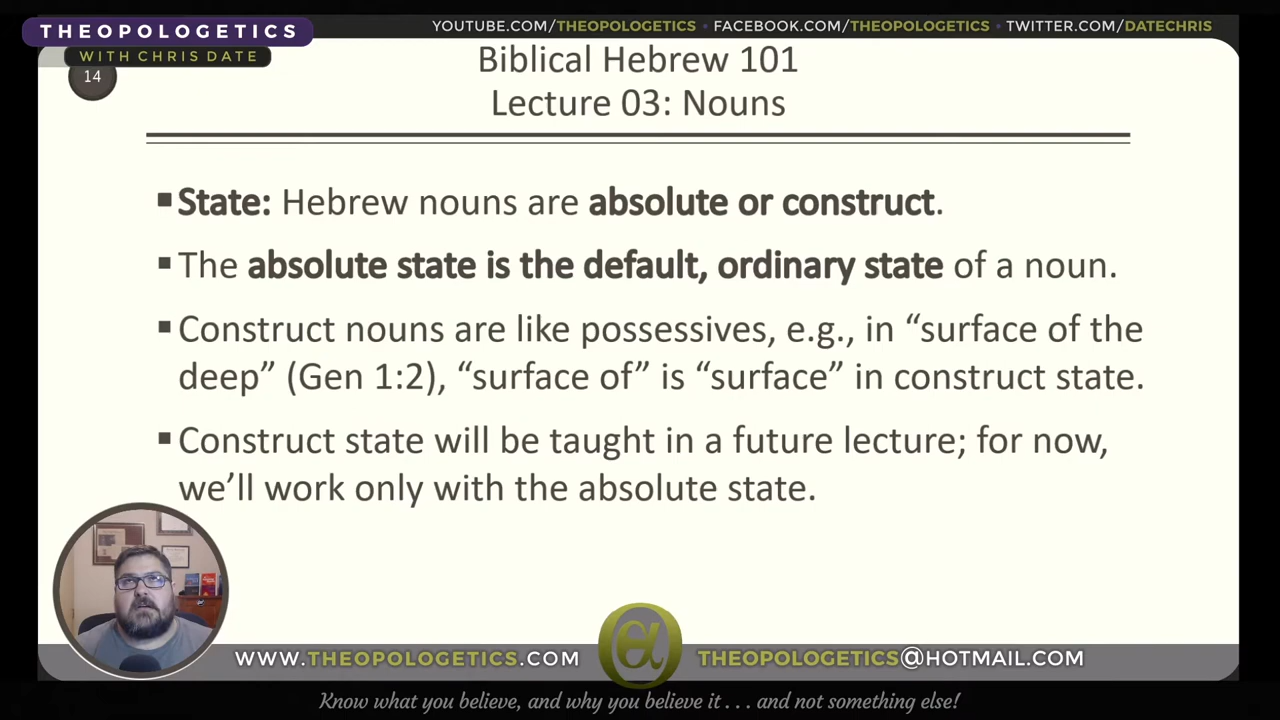 THEOPOLOGETICS
WITH CHRIS DATE
YOUTUBE.COM/THEOPOLOGETICS • FACEBOOK.COM/THEOPOLOGETICS • TWITTER.COM/DATECHRIS
14
Biblical Hebrew 101
Lecture 03: Nouns
▪ State: Hebrew nouns are absolute or construct.
▪ The absolute state is the default, ordinary state of a noun.
▪ Construct nouns are like possessives, e.g., in “surface of the
deep” (Gen 1:2), “surface of” is “surface” in construct state.
▪ Construct state will be taught in a future lecture; for now,
we’ll work only with the absolute state.
WWW.THEOPOLOGETICS.COM
THEOPOLOGETICS@HOTMAIL.COM
Know what you believe, and why you believe it . . . and not something else!